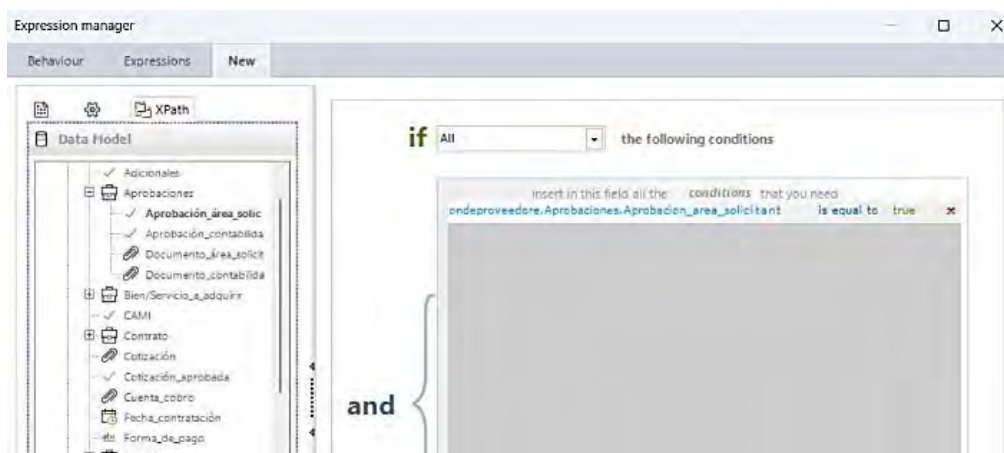 Expression manager
Behaviour Expressions New
XPath
Data Model
Adicionales
Aprobaciones
Aprobación_área_solic
Aprobación_contabilida
Documento_área_solicit
Documento_contabilida
Bien/Servicio_a_adquirir
CAMI
Contrato
Cotización
Cotización_aprobada
Cuenta_cobro
Fecha_contratación
abc Forma_de_pago
if All the following conditions
Insert in this field all the conditions that you need
ondeproveedore.Aprobaciones.Aprobacion_area_solicitant is equal to true
and